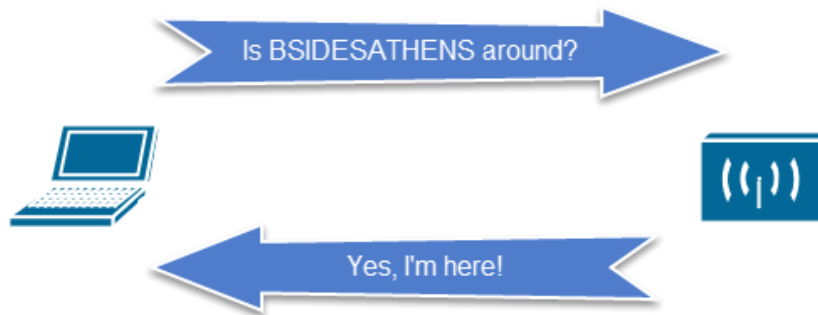 Is BSIDESATHENS around?
Yes, I'm here!